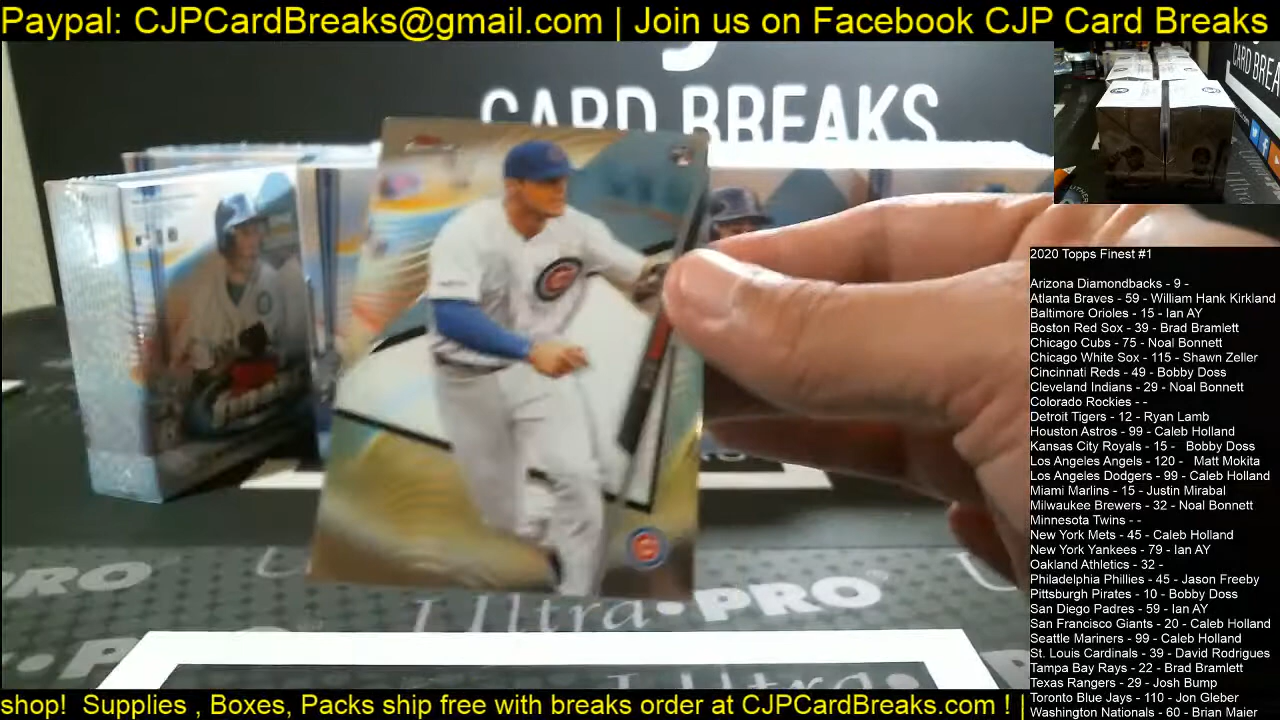 Paypal: CJPCardBreaks@gmail.com | Join us on Facebook CJP Card Breaks
CARD BREAKS
CARD BREA
2020 Topps Finest #1
Arizona Diamondbacks - 9 -
Atlanta Braves - 59 - William Hank Kirkland
Baltimore Orioles - 15 - Ian AY
Boston Red Sox - 39 - Brad Bramlett
Chicago Cubs - 75 - Noal Bonnett
Chicago White Sox - 115 - Shawn Zeller
Cincinnati Reds - 49 - Bobby Doss
Cleveland Indians - 29 - Noal Bonnett
Colorado Rockies - -
Detroit Tigers - 12 - Ryan Lamb
Houston Astros - 99 - Caleb Holland
Kansas City Royals - 15 - Bobby Doss
Los Angeles Angels - 120 - Matt Mokita
Los Angeles Dodgers - 99 - Caleb Holland
Miami Marlins - 15 - Justin Mirabal
Milwaukee Brewers - 32 - Noal Bonnett
Minnesota Twins - -
New York Mets - 45 - Caleb Holland
New York Yankees - 79 - Ian AY
Oakland Athletics - 32 -
Philadelphia Phillies - 45 - Jason Freeby
Pittsburgh Pirates - 10 - Bobby Doss
San Diego Padres - 59 - Ian AY
San Francisco Giants - 20 - Caleb Holland
Seattle Mariners - 99 - Caleb Holland
St. Louis Cardinals - 39 - David Rodrigues
Tampa Bay Rays - 22 - Brad Bramlett
Texas Rangers - 29 - Josh Bump
Toronto Blue Jays - 110 - Jon Gleber
Washington Nationals - 60 - Brian Maier
PRO
Ultra PRO
Ultra
shop! Supplies , Boxes, Packs ship free with breaks order at CJPCardBreaks.com ! |